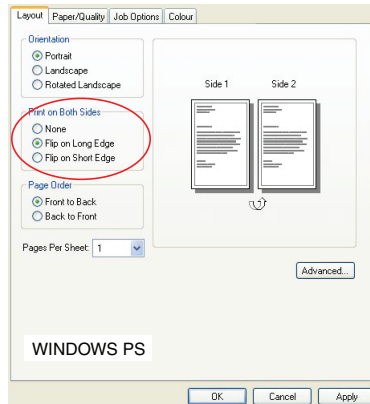 Layout Paper/Quality Job Options Colour
Orientation
Portrait
Landscape
Rotated Landscape
Print on Both Sides
None
Flip on Long Edge
Flip on Short Edge
Page Order
Front to Back
Back to Front
Pages Per Sheet: 1
Side 1 Side 2
Advanced...
WINDOWS PS
OK Cancel Apply